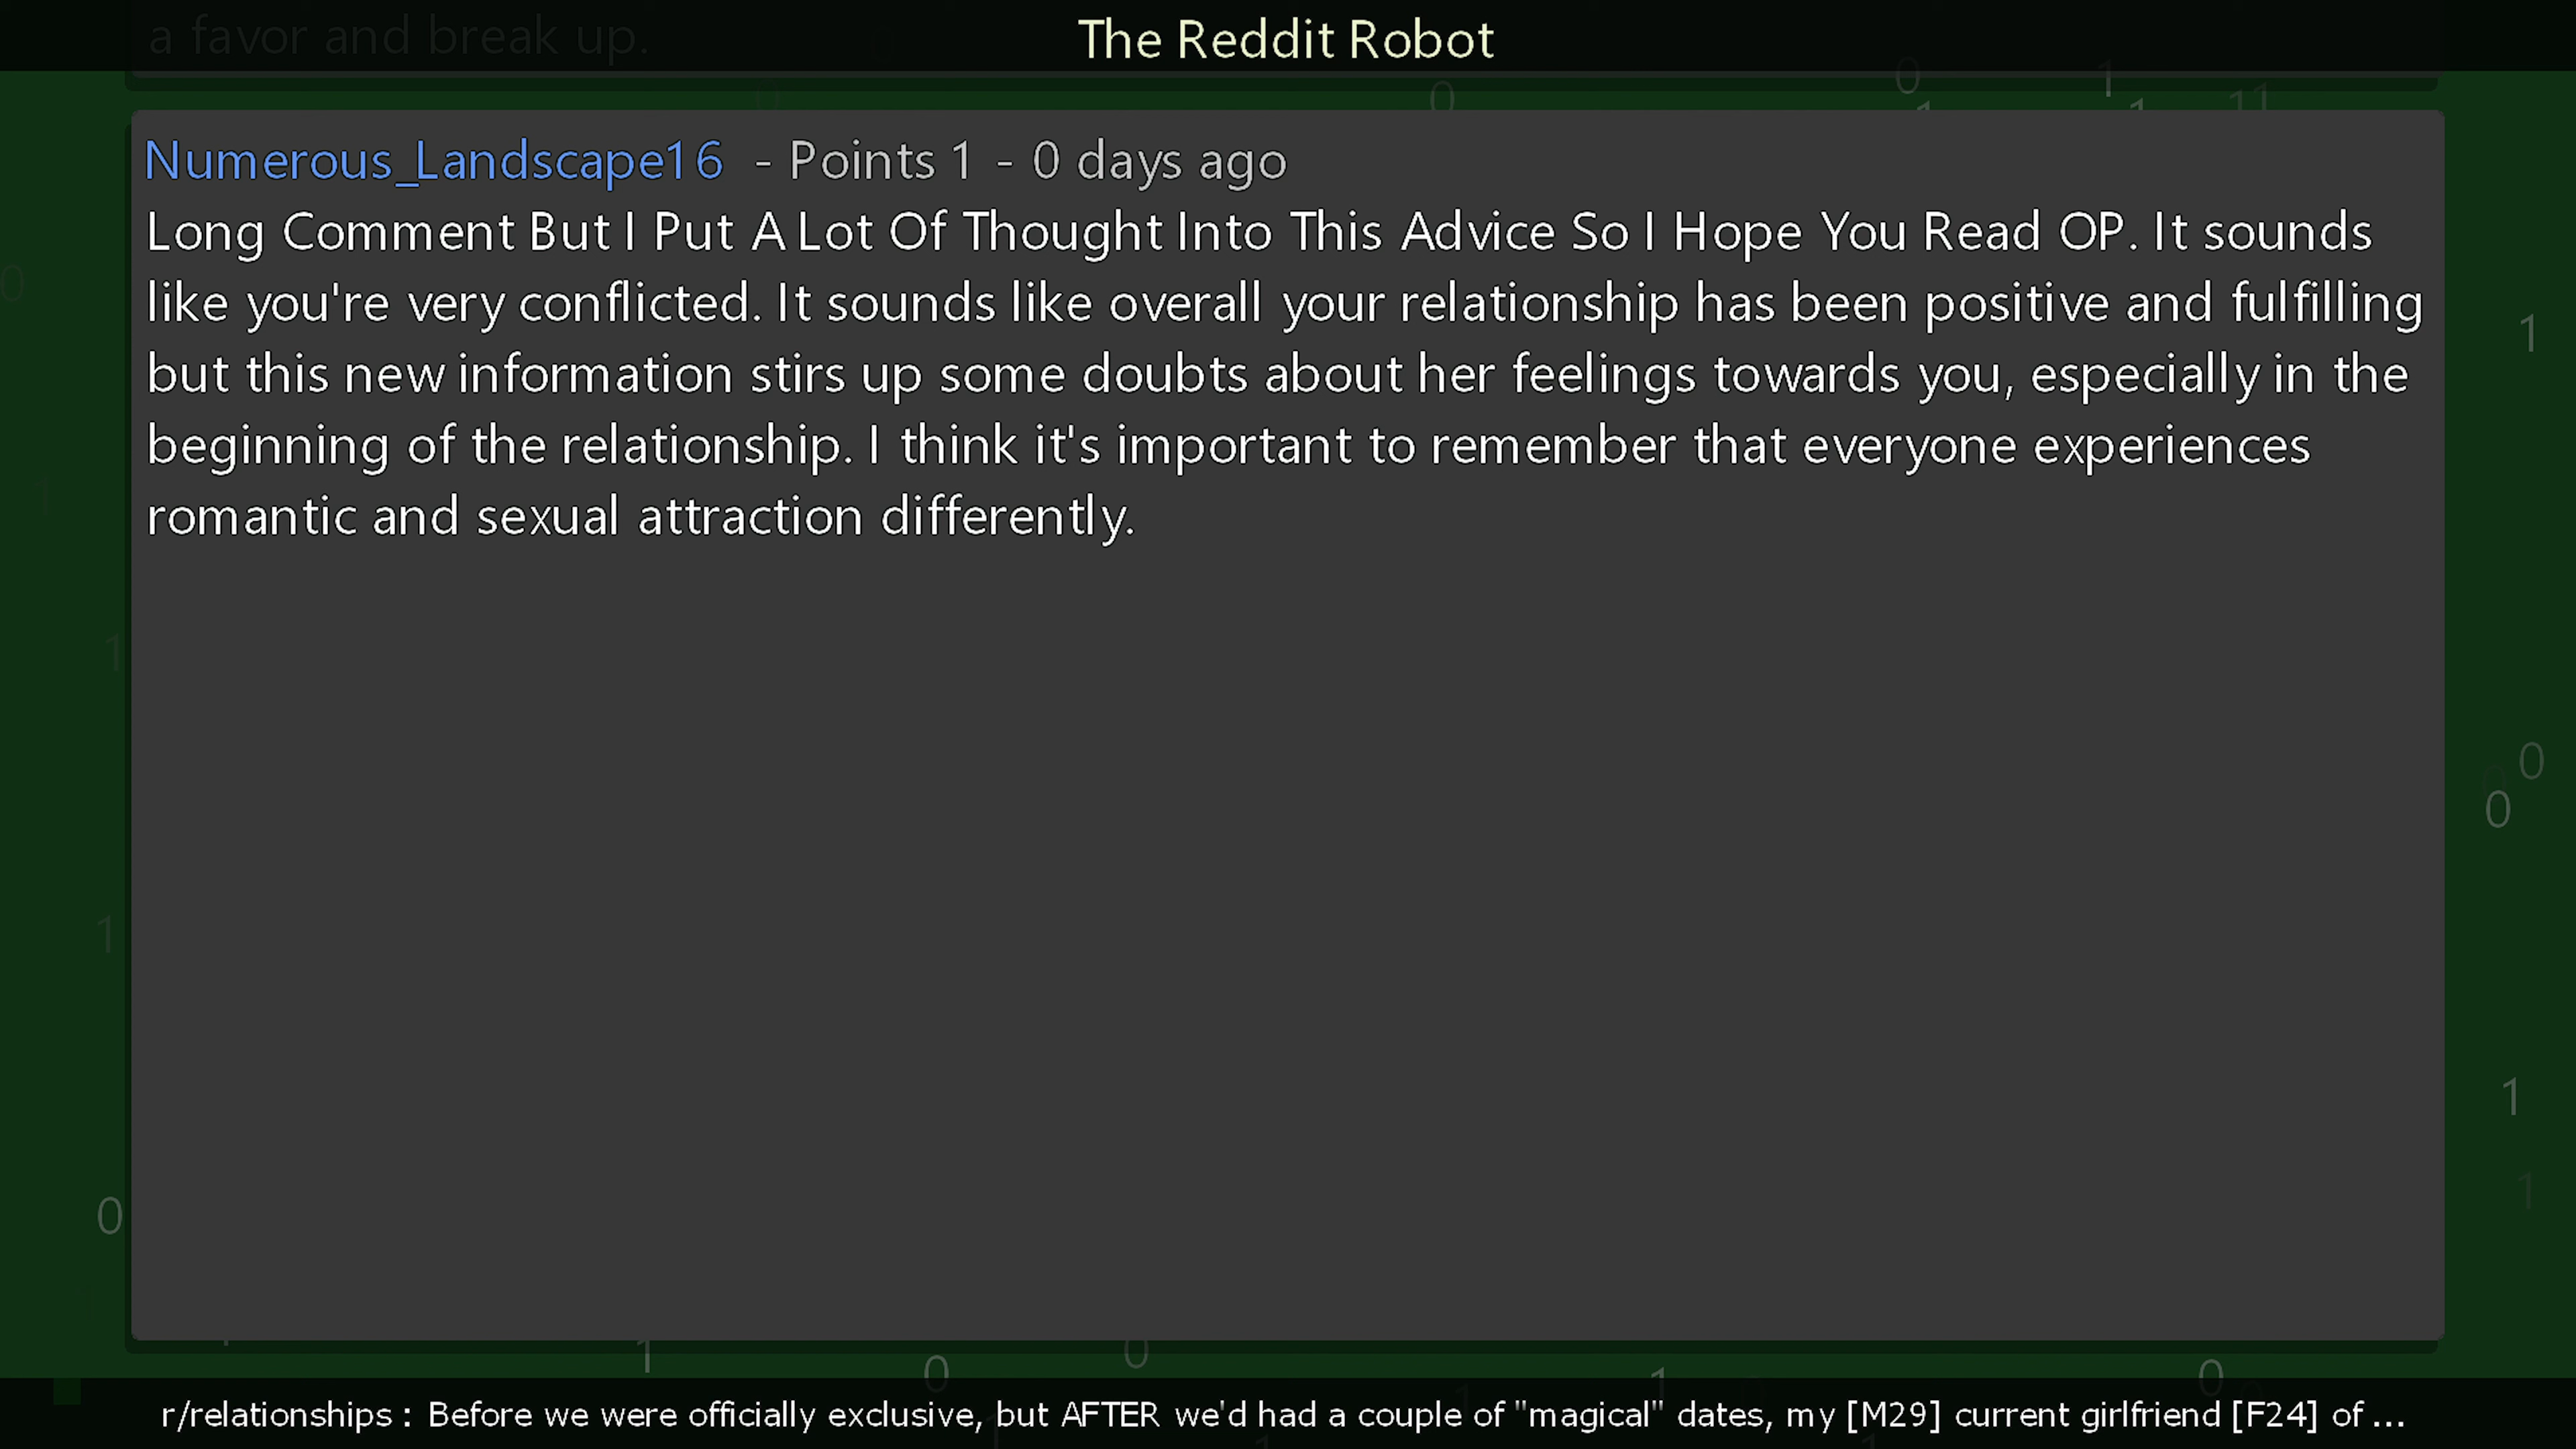 a favor and break up.
The Reddit Robot
Numerous_Landscape16 - Points 1 - 0 days ago
Long Comment But I Put A Lot Of Thought Into This Advice So I Hope You Read OP. It sounds
like you're very conflicted. It sounds like overall your relationship has been positive and fulfilling
but this new information stirs up some doubts about her feelings towards you, especially in the
beginning of the relationship. I think it's important to remember that everyone experiences
romantic and sexual attraction differently.
r/relationships : Before we were officially exclusive, but AFTER we'd had a couple of "magical" dates, my [M29] current girlfriend [F24] of ...